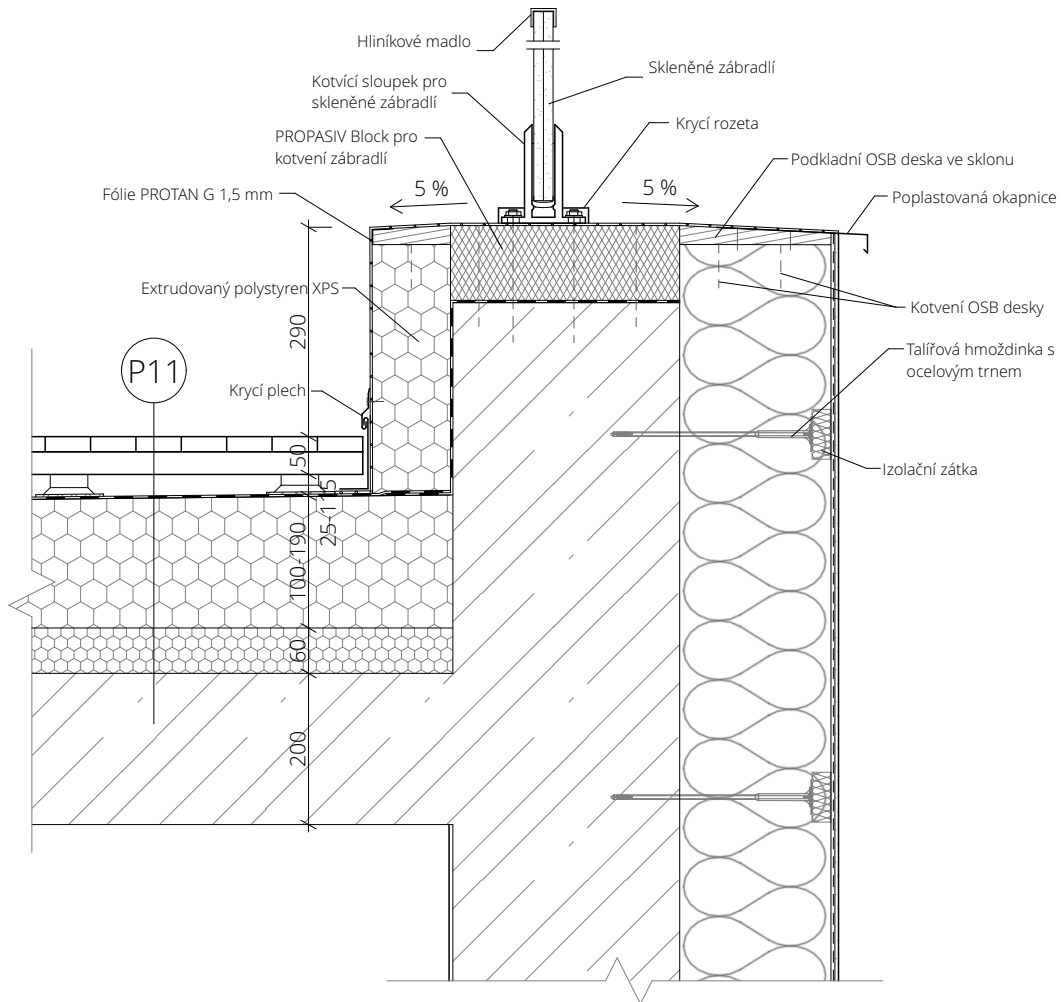 Hliníkové madlo
Skleněné zábradlí
Kotvící sloupek pro
skleněné zábradlí
Krycí rozeta
PROPASIV Block pro
kotvení zábradlí
Podkladní OSB deska ve sklonu
5 %
5 %
Fólie PROTAN G 1,5 mm
Poplastovaná okapnice
Extrudovaný polystyren XPS
Kotvení OSB desky
290
Talířová hmoždinka s
ocelovým trnem
P11
Krycí plech
50
Izolační zátka
25-115
100-190
60
200